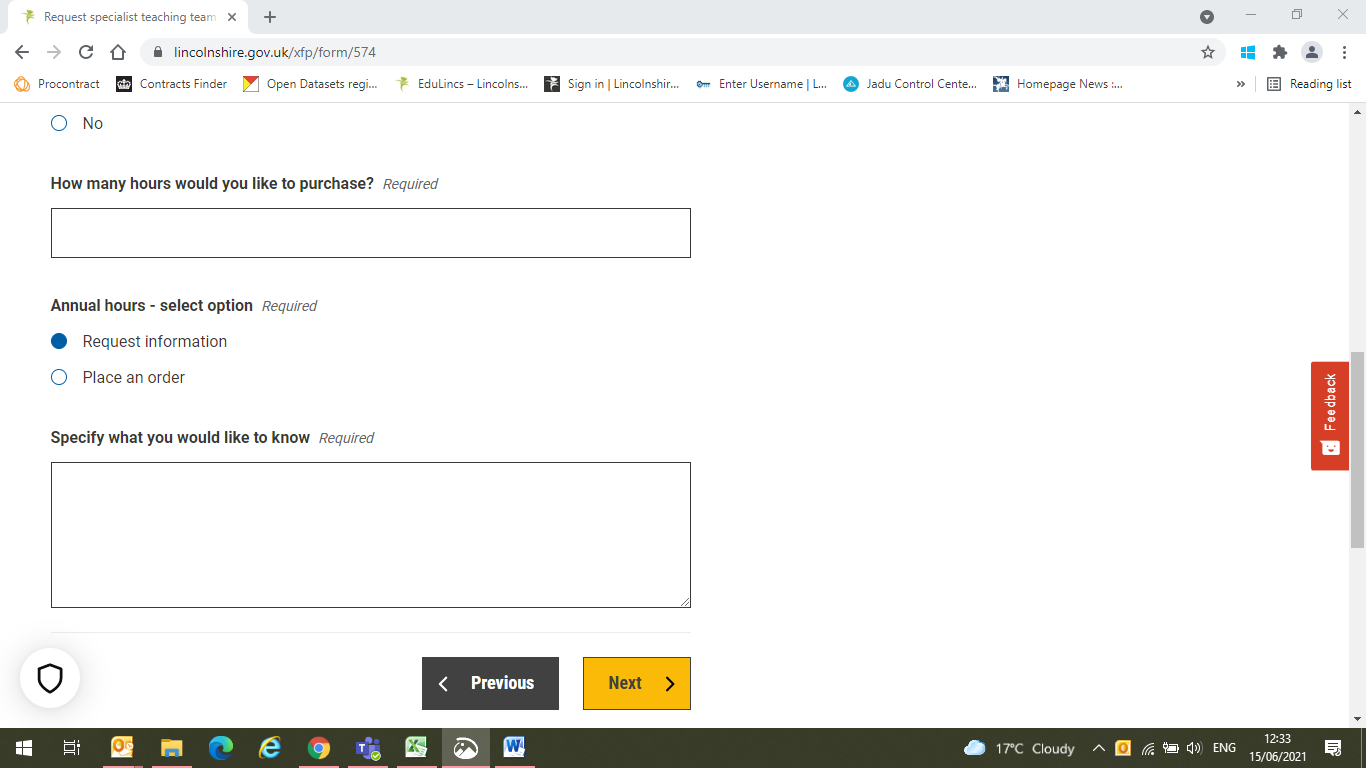 Request specialist teaching team
lincolnshire.gov.uk/xfp/form/574
Procontract Contracts Finder Open Datasets regi... EduLincs – Lincolns... Sign in | Lincolnshir... Enter Username | L... Jadu Control Cente... Homepage News :... » Reading list
No
How many hours would you like to purchase? Required
Annual hours - select option Required
Request information
Place an order
Feedback
Specify what you would like to know Required
Previous
Next
17°C Cloudy
ENG
12:33
15/06/2021